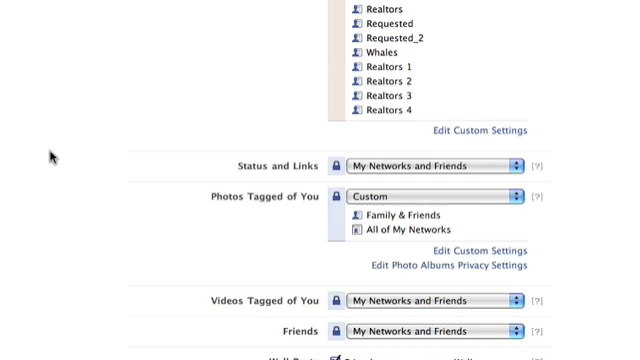 Realtors
Requested
Requested_2
Whales
Realtors 1
Realtors 2
Realtors 3
Realtors 4
Edit Custom Settings
Status and Links My Networks and Friends [?]
Photos Tagged of You Custom [?]
Family & Friends
All of My Networks
Edit Custom Settings
Edit Photo Albums Privacy Settings
Videos Tagged of You My Networks and Friends [?]
Friends My Networks and Friends [?]